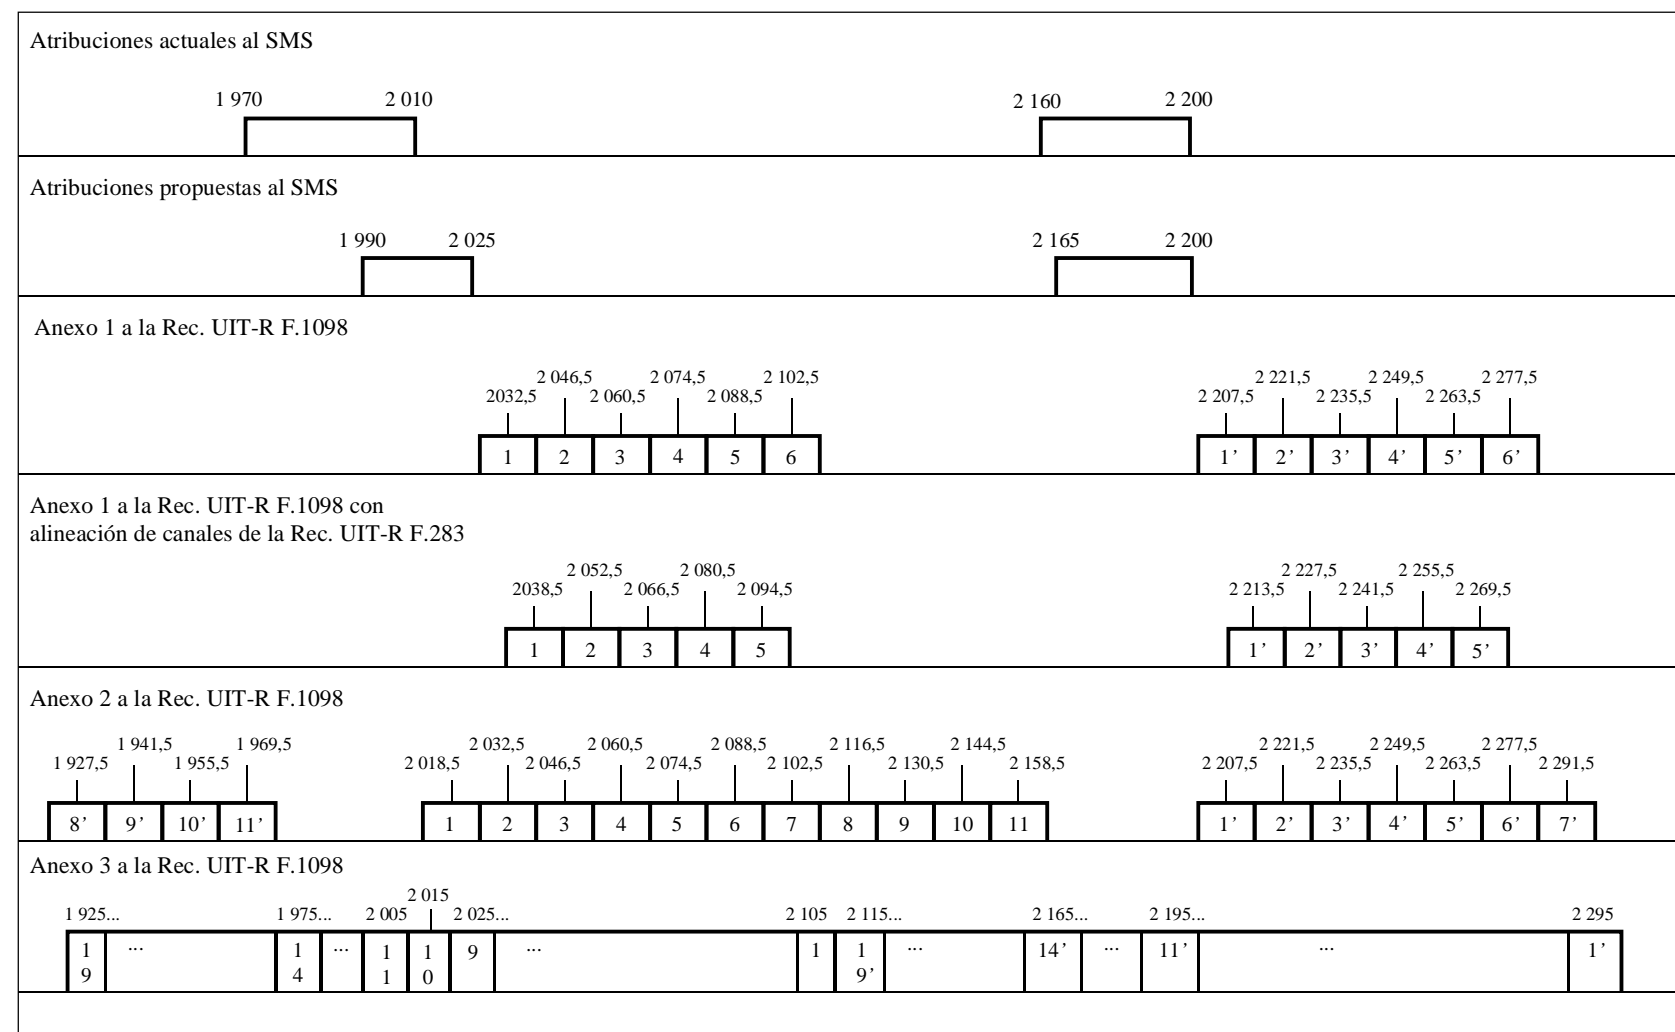 Atribuciones actuales al SMS
1 970 2 010 2 160 2 200
Atribuciones propuestas al SMS
1 990 2 025 2 165 2 200
Anexo 1 a la Rec. UIT-R F.1098
2 046,5 2 074,5 2 102,5 2 221,5 2 249,5 2 277,5
2032,5 2 060,5 2 088,5 2 207,5 2 235,5 2 263,5
1 2 3 4 5 6 1’ 2’ 3’ 4’ 5’ 6’
Anexo 1 a la Rec. UIT-R F.1098 con
alineación de canales de la Rec. UIT-R F.283
2 052,5 2 080,5 2 227,5 2 255,5
2038,5 2 066,5 2 094,5 2 213,5 2 241,5 2 269,5
1 2 3 4 5 1’ 2’ 3’ 4’ 5’
Anexo 2 a la Rec. UIT-R F.1098
1 941,5 1 969,5 2 032,5 2 060,5 2 088,5 2 116,5 2 144,5 2 221,5 2 249,5 2 277,5
1 927,5 1 955,5 2 018,5 2 046,5 2 074,5 2 102,5 2 130,5 2 158,5 2 207,5 2 235,5 2 263,5 2 291,5
8’ 9’ 10’ 11’ 1 2 3 4 5 6 7 8 9 10 11 1’ 2’ 3’ 4’ 5’ 6’ 7’
Anexo 3 a la Rec. UIT-R F.1098
2 015
1 925... 1 975... 2 005 2 025... 2 105 2 115... 2 165... 2 195... 2 295
1 ... 1 ... 1 1 9 ... 1 1 ... 14’ ... 11’ ... 1’
9 4 1 0 9’